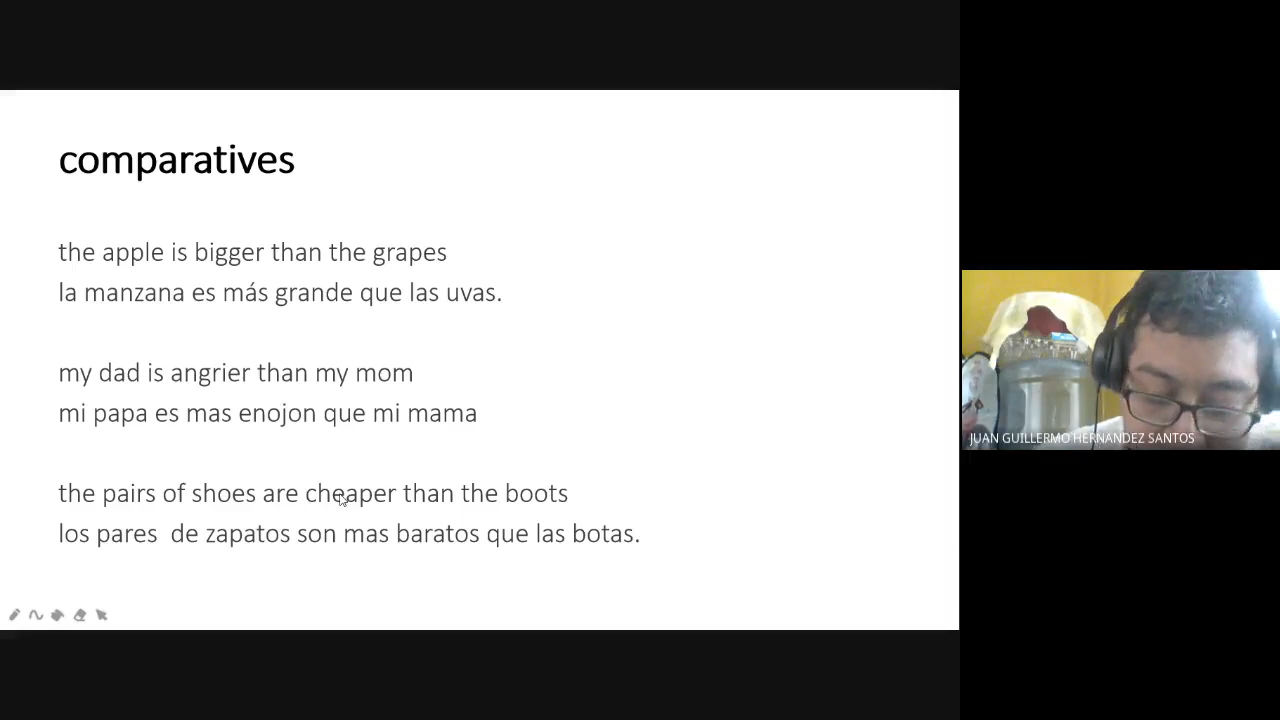 comparatives
the apple is bigger than the grapes
la manzana es más grande que las uvas.
my dad is angrier than my mom
mi papa es mas enojon que mi mama
the pairs of shoes are cheaper than the boots
los pares  de zapatos son mas baratos que las botas.
JUAN GUILLERMO HERNANDEZ SANTOS